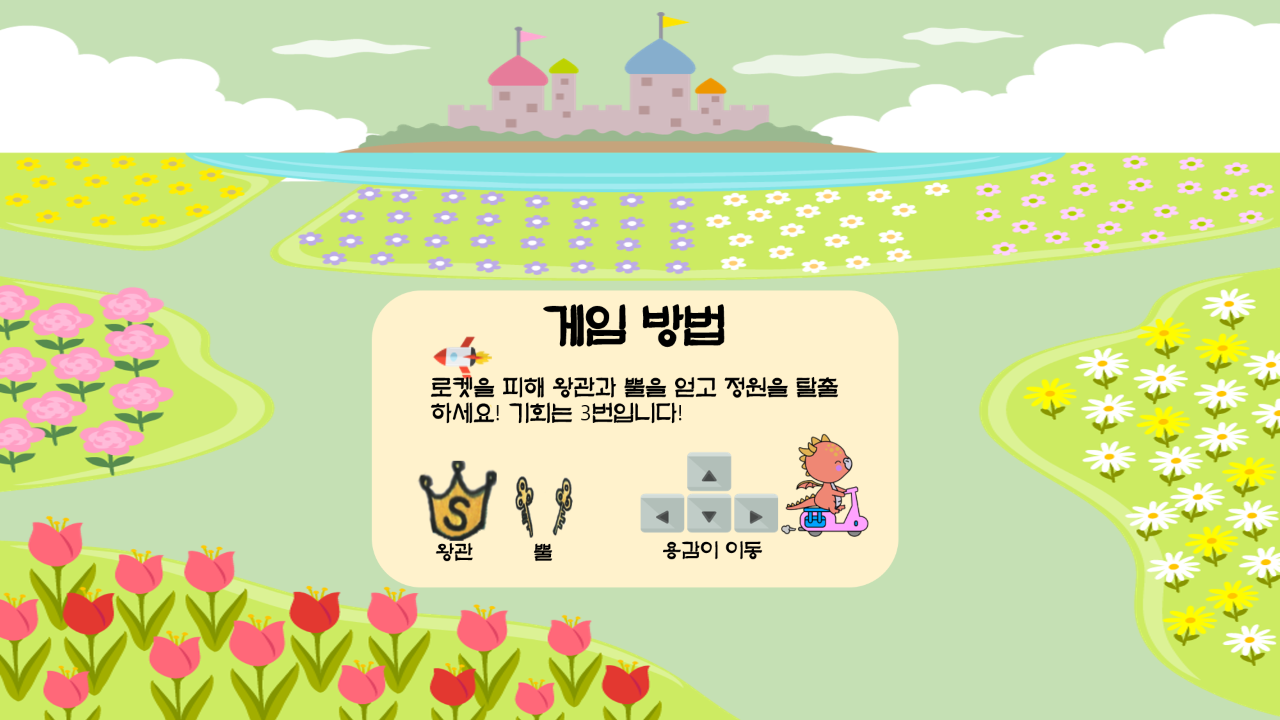 게임 방법
로켓을 피해 왕관과 뿔을 얻고 정원을 탈출
하세요! 기회는 3번입니다!
S
왕관
뿔
용감이 이동